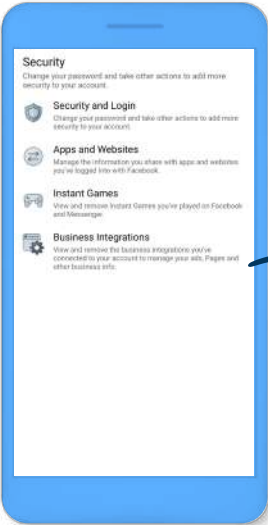 Security
Change your password and take other actions to add more
security to your account.
Security and Login
Change your password and take other actions to add more
security to your account.
Apps and Websites
Manage the information you share with apps and websites
you've logged into with Facebook.
Instant Games
View and remove Instant Games you've played on Facebook
and Messenger.
Business Integrations
View and remove the business integrations you've
connected to your account to manage your ads, Pages and
other business info.